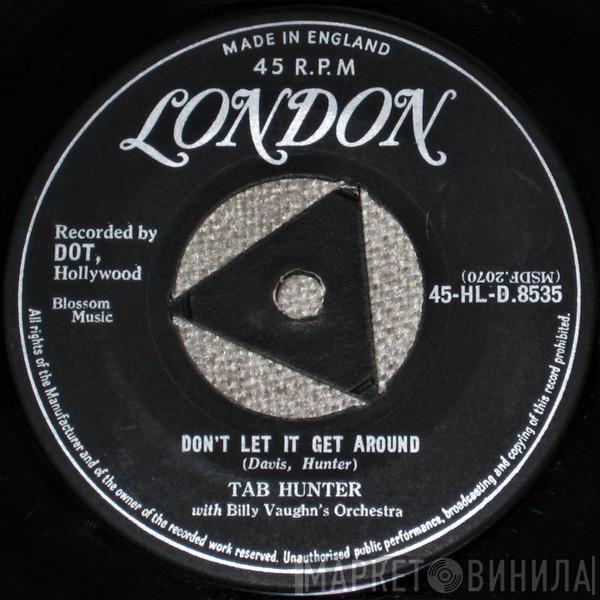 MADE IN ENGLAND
45 R.P.M
LONDON
Recorded by
DOT,
Hollywood
Blossom
Music
(MSDF.2070)
45-HL-D.8535
DON'T LET IT GET AROUND
(Davis, Hunter)
TAB HUNTER
with Billy Vaughn's Orchestra
All rights of the Manufacturer and of the owner of the recorded work reserved. Unauthorised public performance, broadcasting and copying of this record prohibited.
МАРКЕТ ВИНИЛА